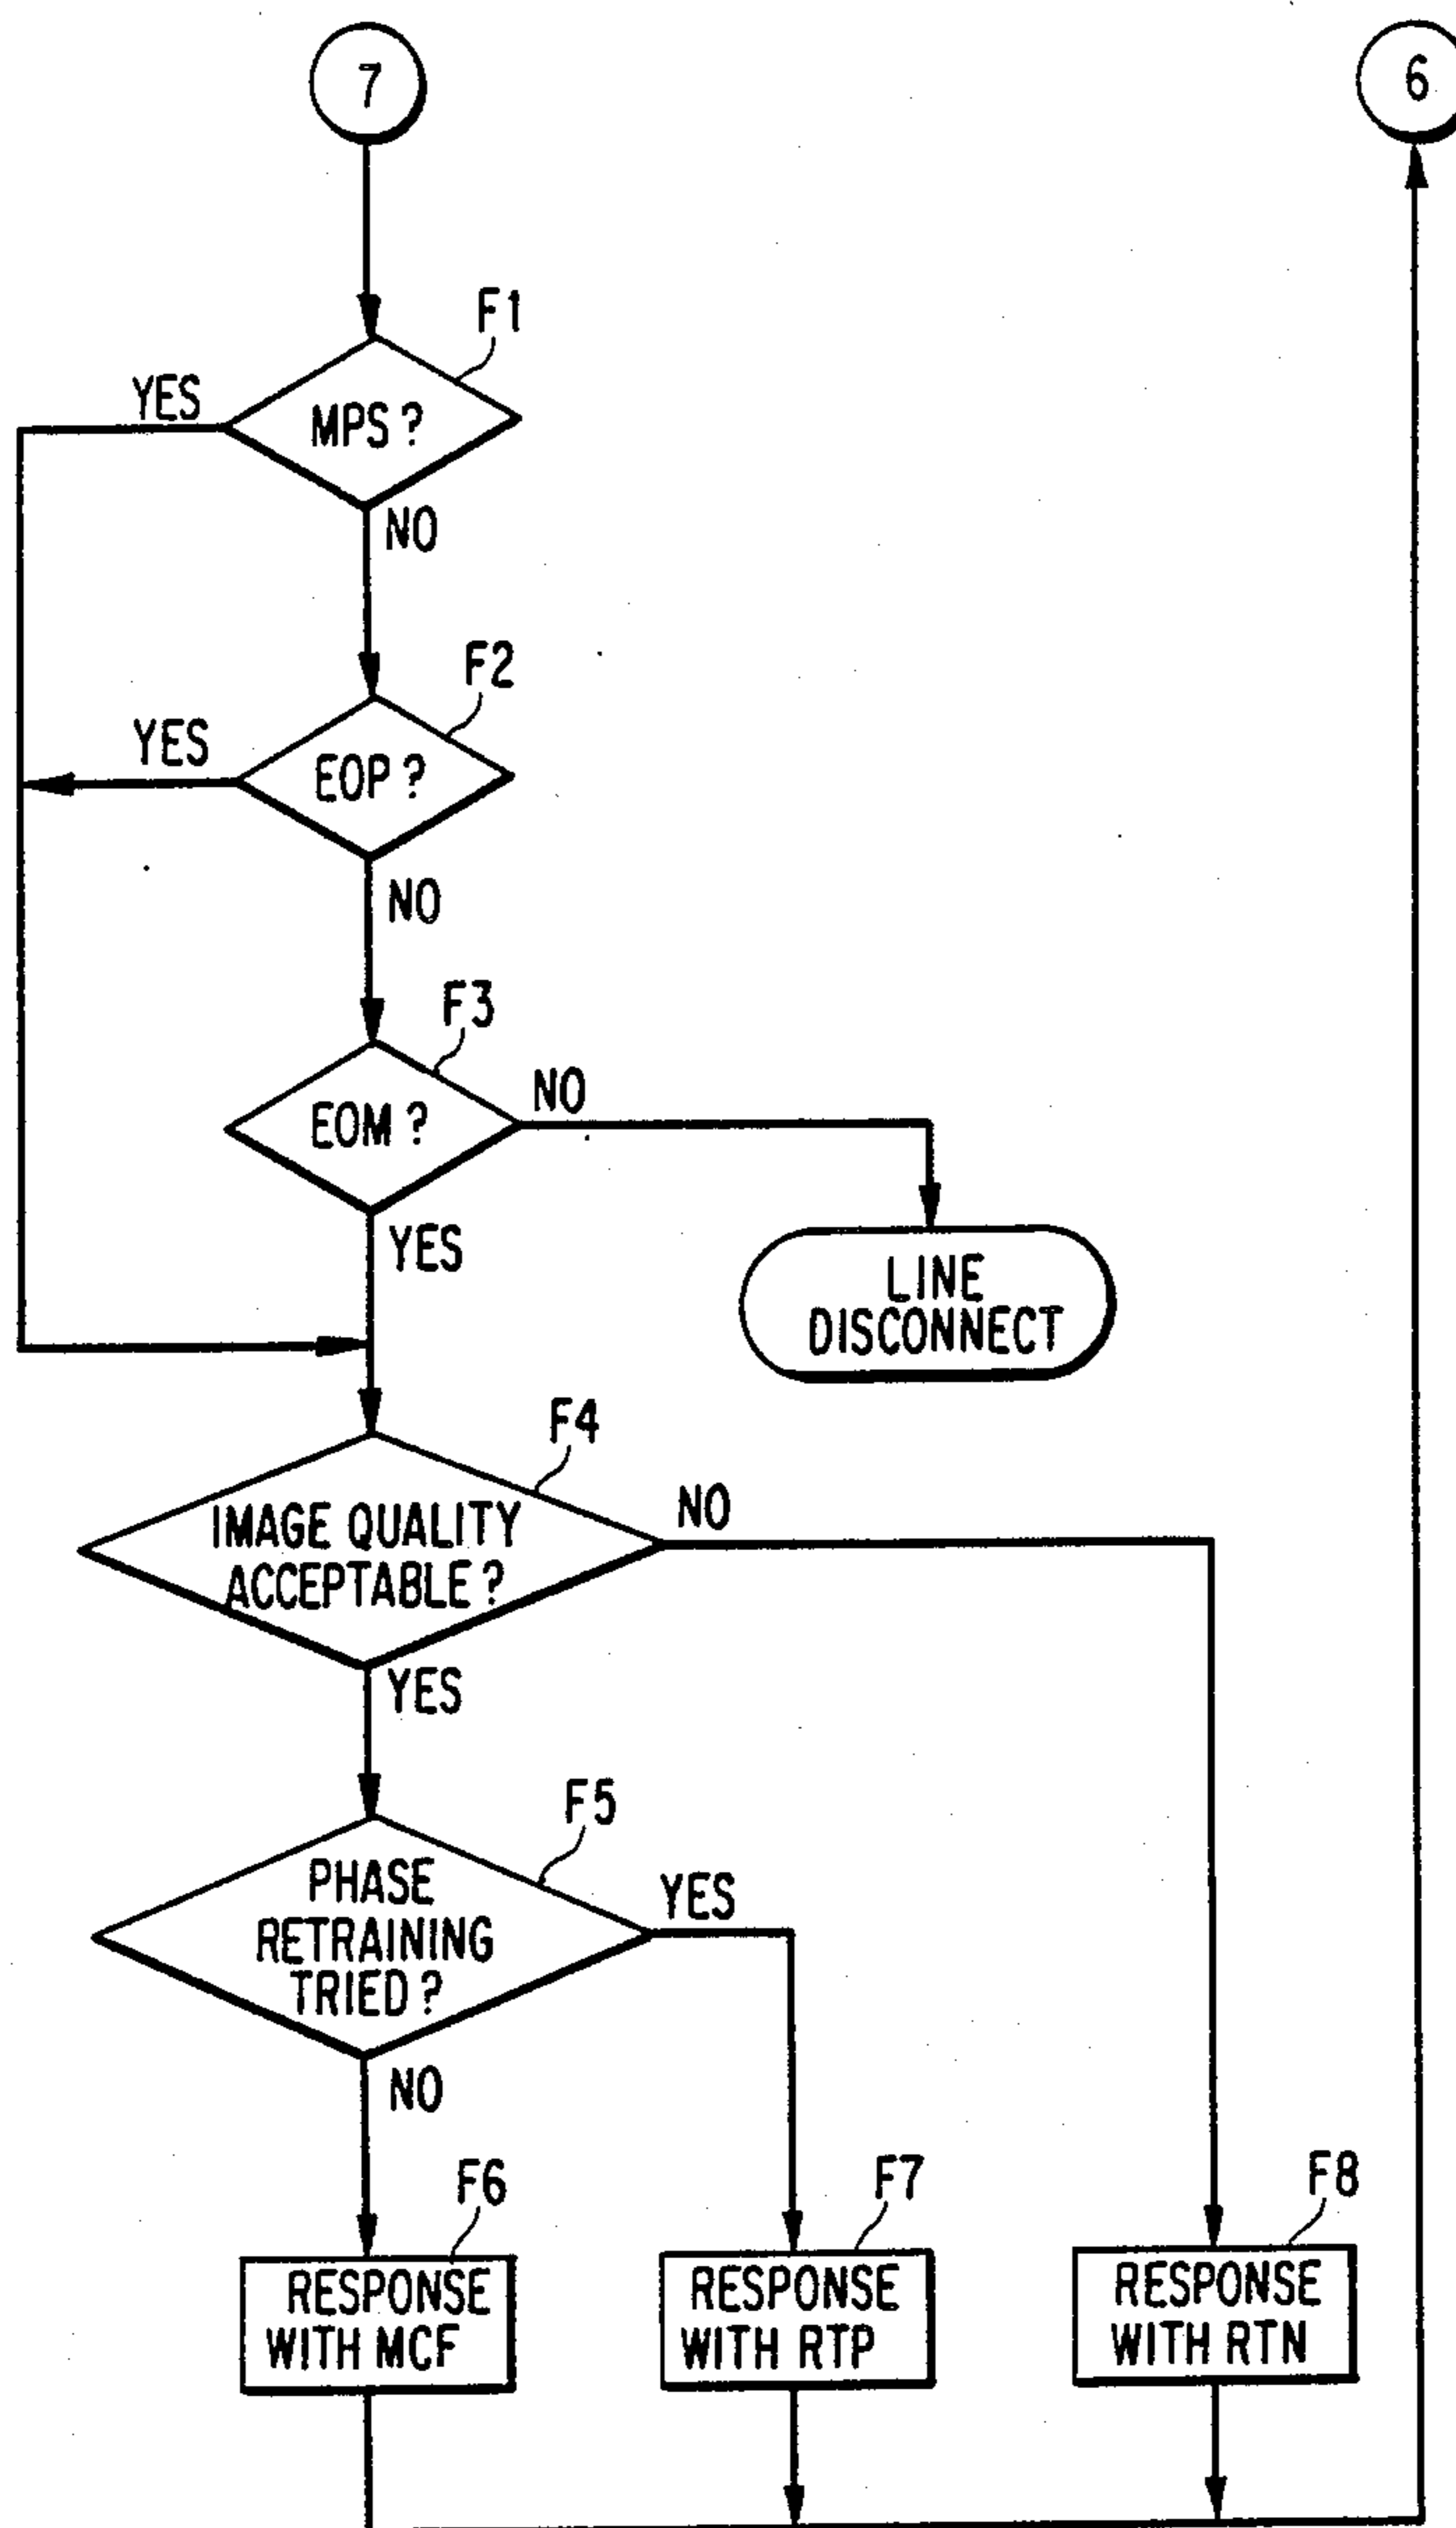 7
6
F1
YES
MPS ?
NO
F2
YES
EOP ?
NO
F3
NO
EOM ?
YES
LINE
DISCONNECT
F4
NO
IMAGE QUALITY
ACCEPTABLE ?
YES
F5
YES
PHASE
RETRAINING
TRIED ?
NO
F6
F7
F8
RESPONSE
WITH MCF
RESPONSE
WITH RTP
RESPONSE
WITH RTN